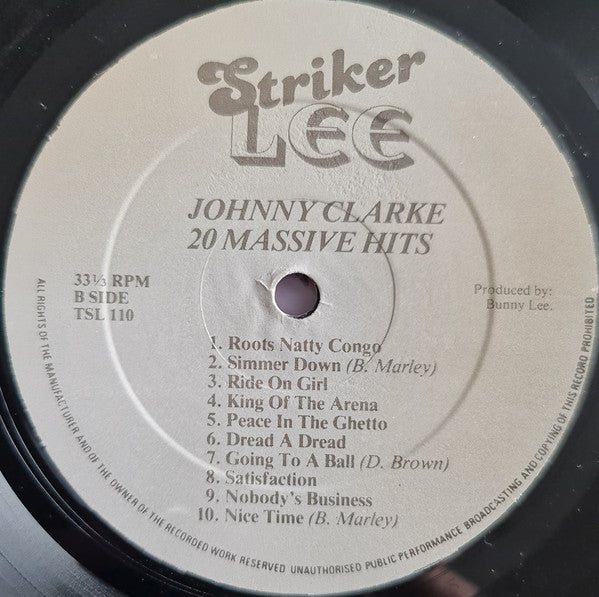 Striker
LEE
JOHNNY CLARKE
20 MASSIVE HITS
33⅓ RPM
B SIDE
TSL 110
Produced by:
Bunny Lee.
1. Roots Natty Congo
2. Simmer Down (B. Marley)
3. Ride On Girl
4. King Of The Arena
5. Peace In The Ghetto
6. Dread A Dread
7. Going To A Ball (D. Brown)
8. Satisfaction
9. Nobody's Business
10. Nice Time (B. Marley)
ALL RIGHTS OF THE MANUFACTURER AND OF THE OWNER OF THE RECORDED WORK RESERVED UNAUTHORISED PUBLIC PERFORMANCE BROADCASTING AND COPYING OF THIS RECORD PROHIBITED